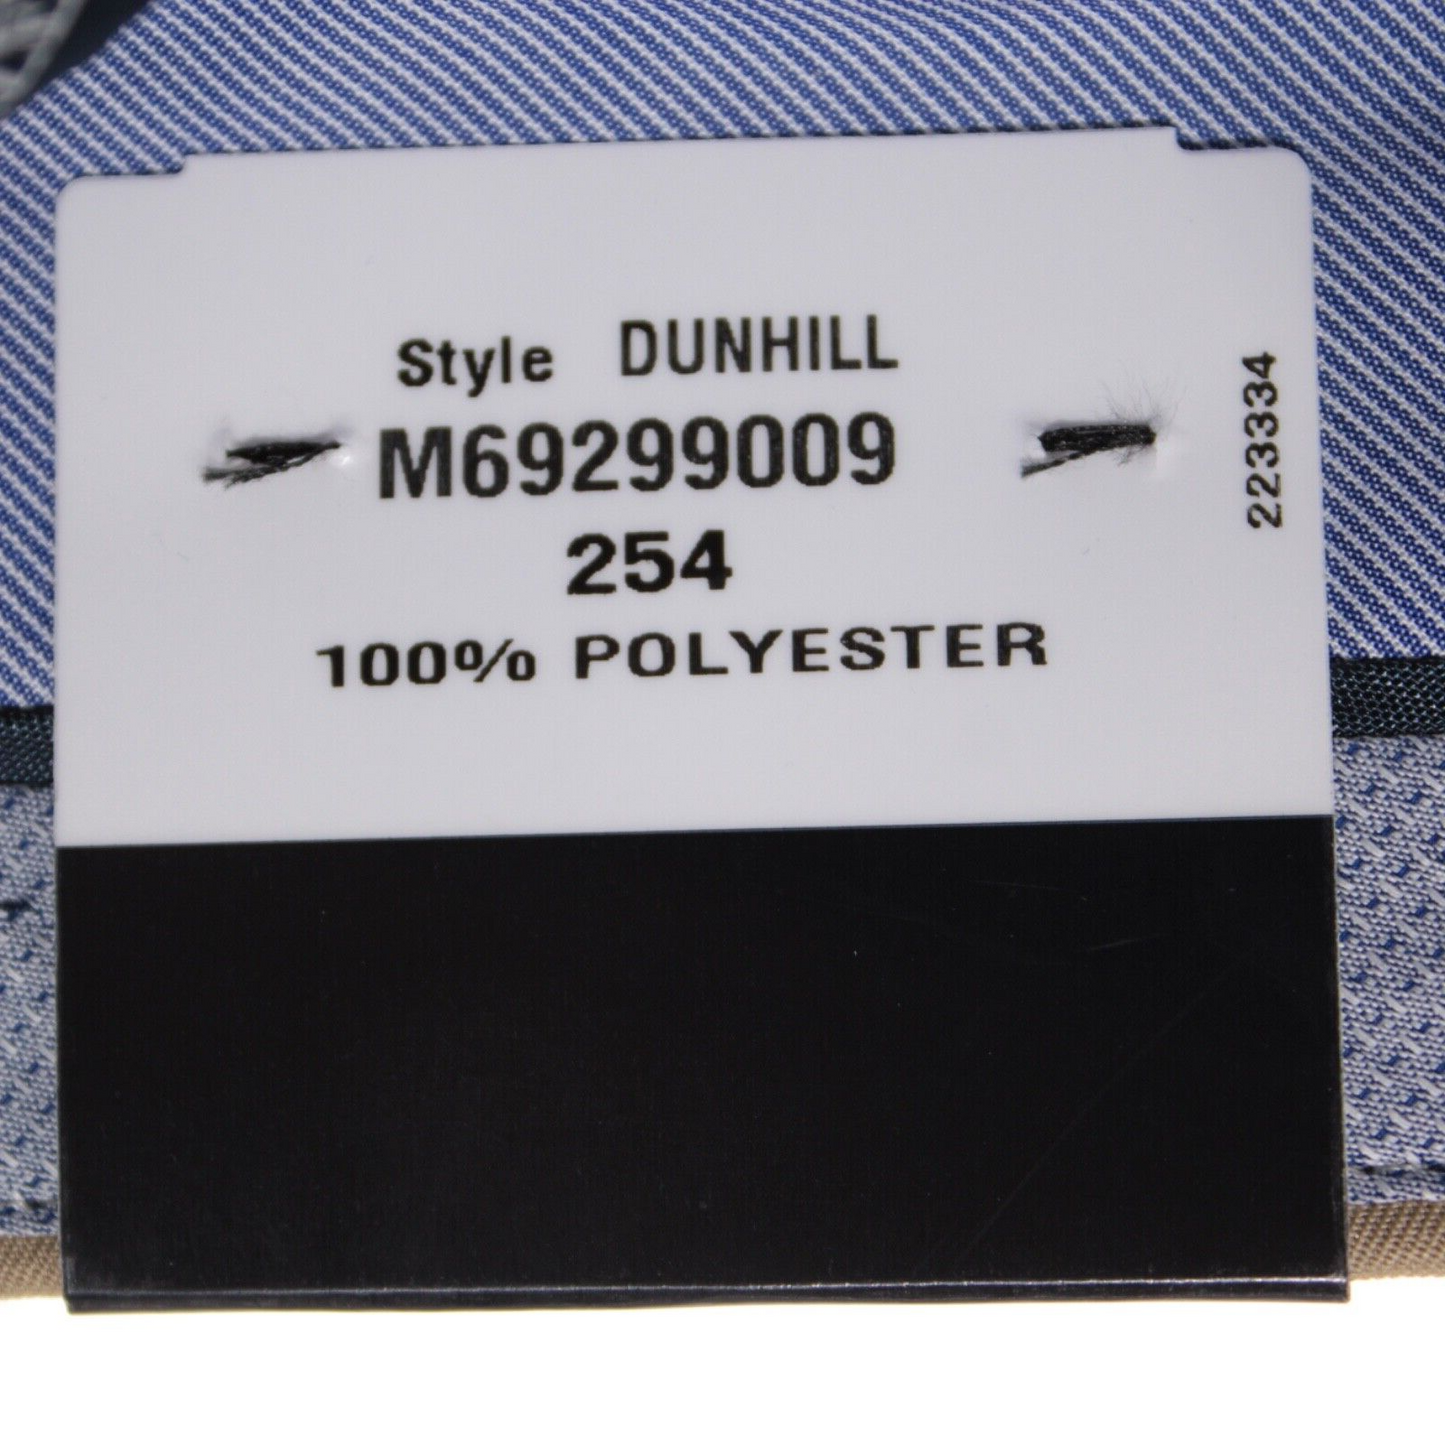 Style DUNHILL
M69299009
254
100% POLYESTER
223334